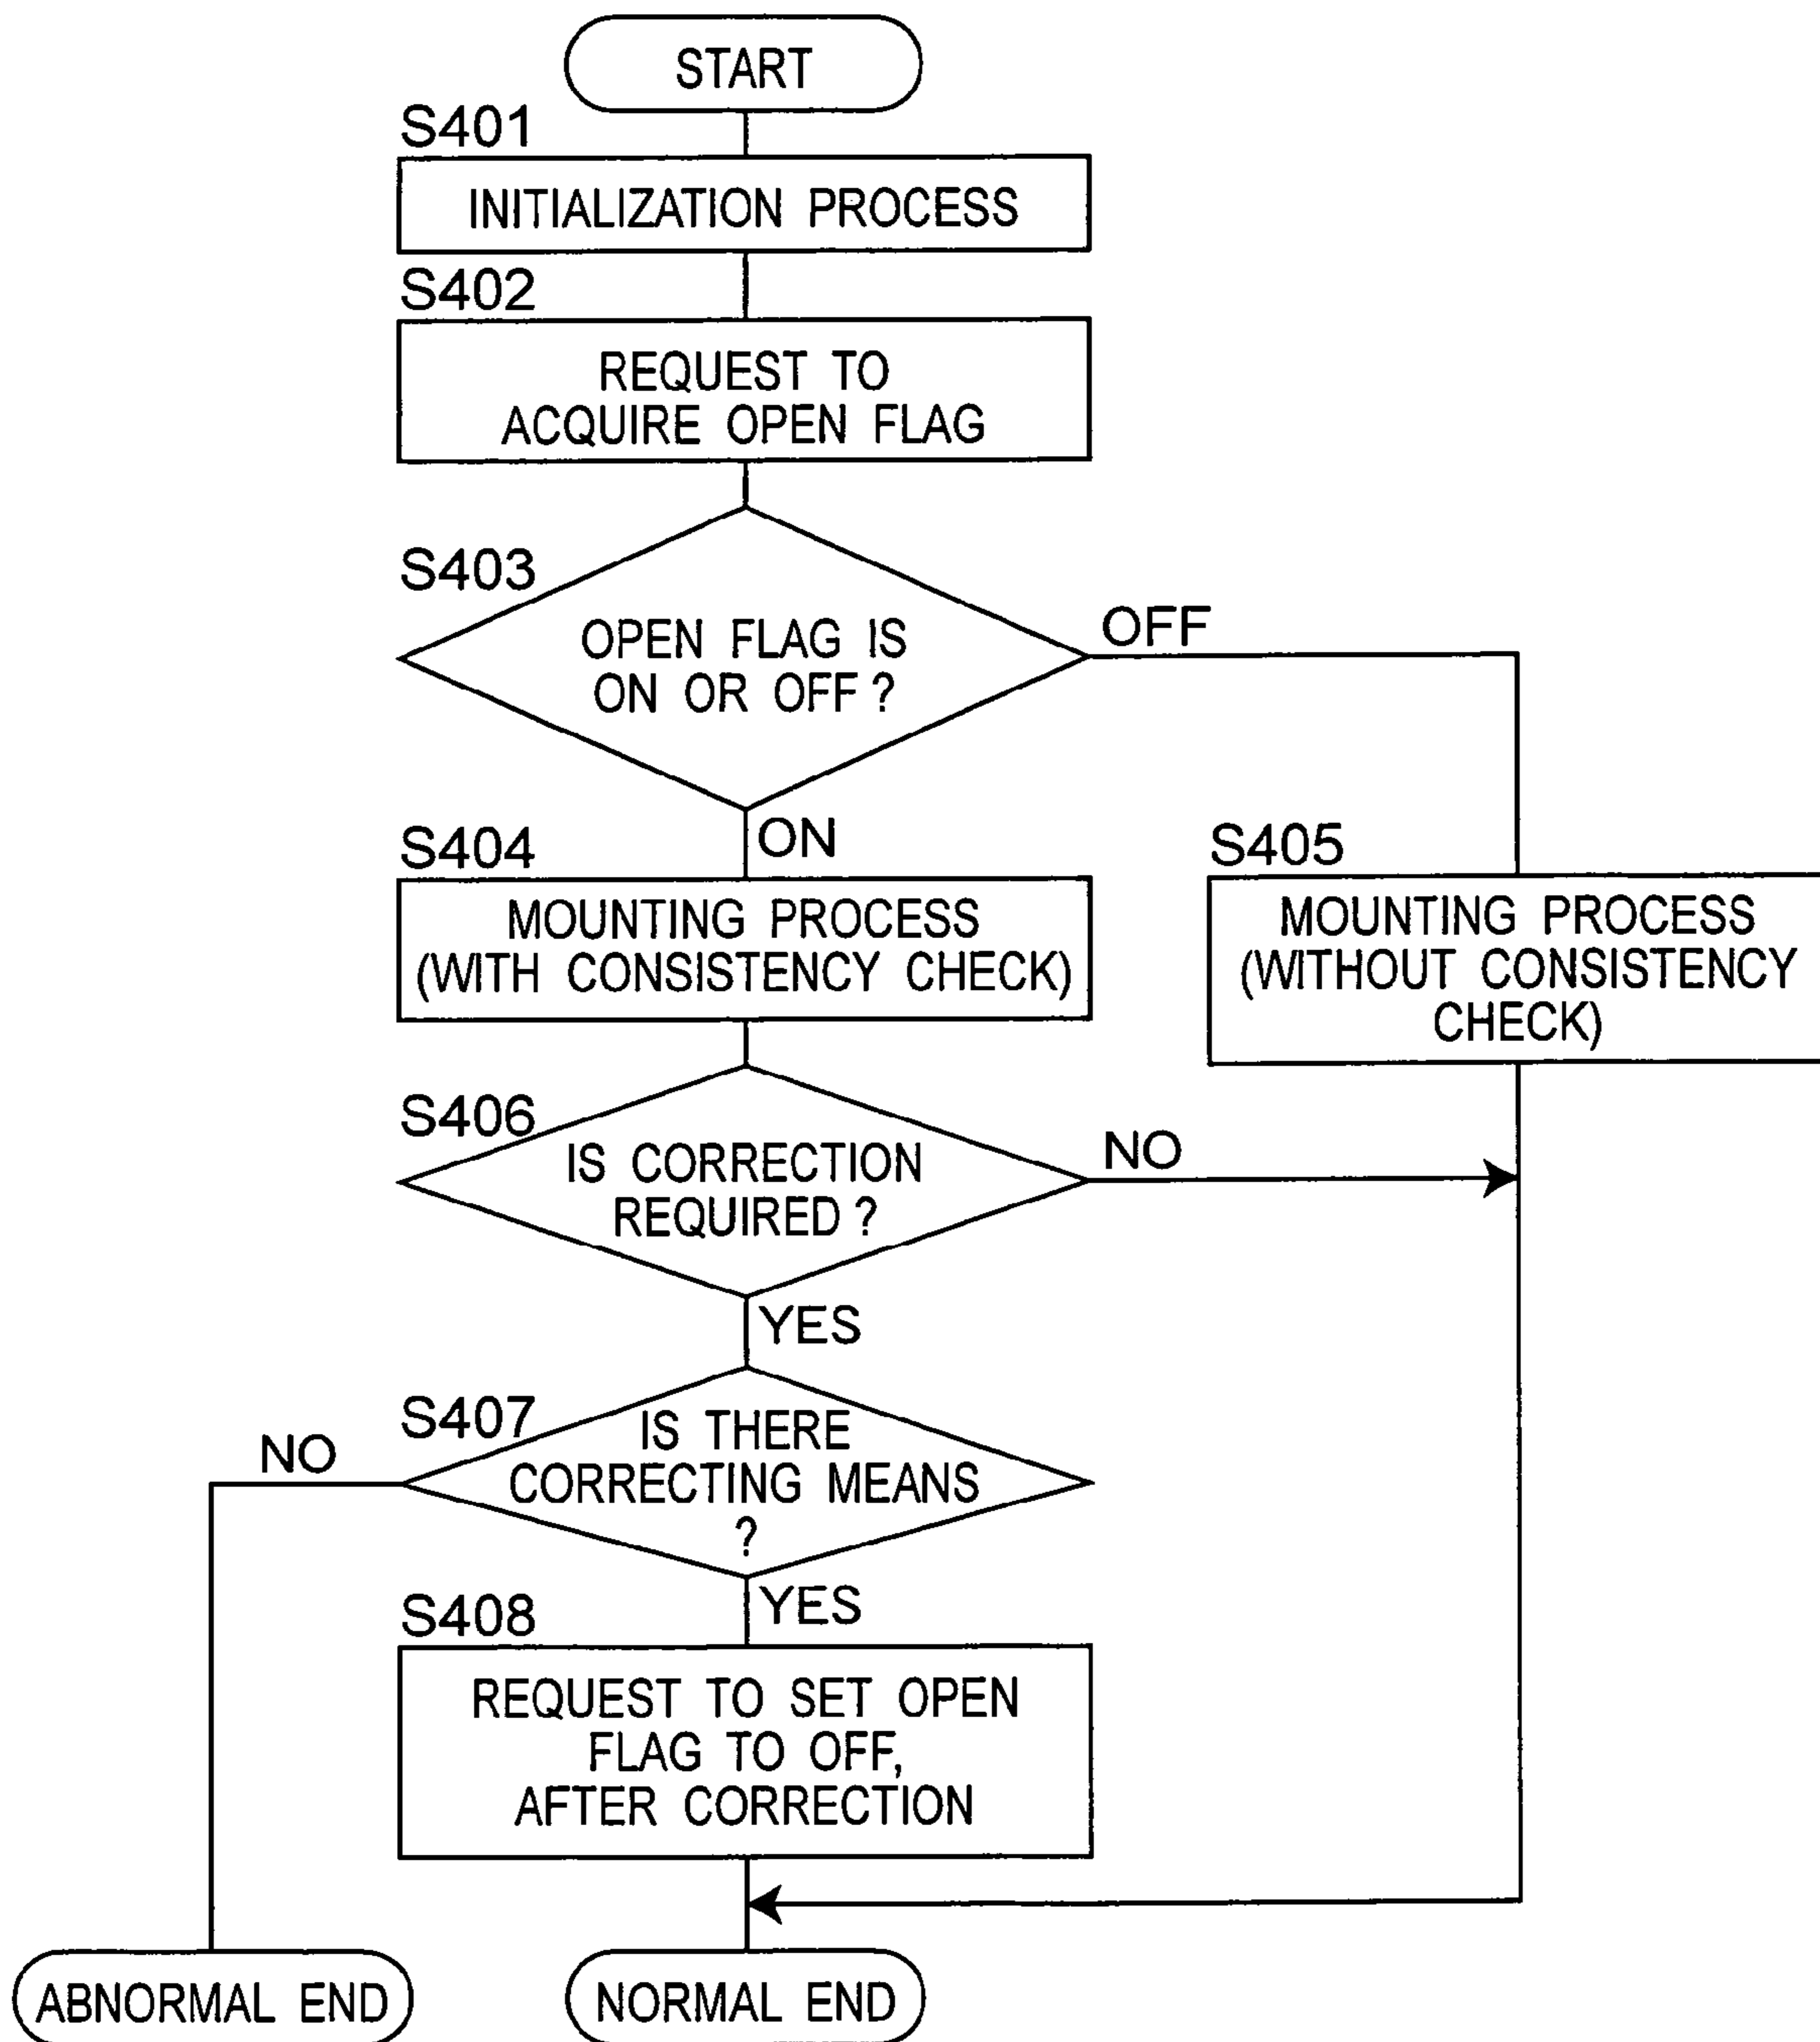 START
S401
INITIALIZATION PROCESS
S402
REQUEST TO
ACQUIRE OPEN FLAG
S403
OPEN FLAG IS
ON OR OFF ?
OFF
ON
S404
MOUNTING PROCESS
(WITH CONSISTENCY CHECK)
S405
MOUNTING PROCESS
(WITHOUT CONSISTENCY
CHECK)
S406
IS CORRECTION
REQUIRED ?
NO
YES
S407
IS THERE
CORRECTING MEANS
?
NO
YES
S408
REQUEST TO SET OPEN
FLAG TO OFF,
AFTER CORRECTION
ABNORMAL END
NORMAL END